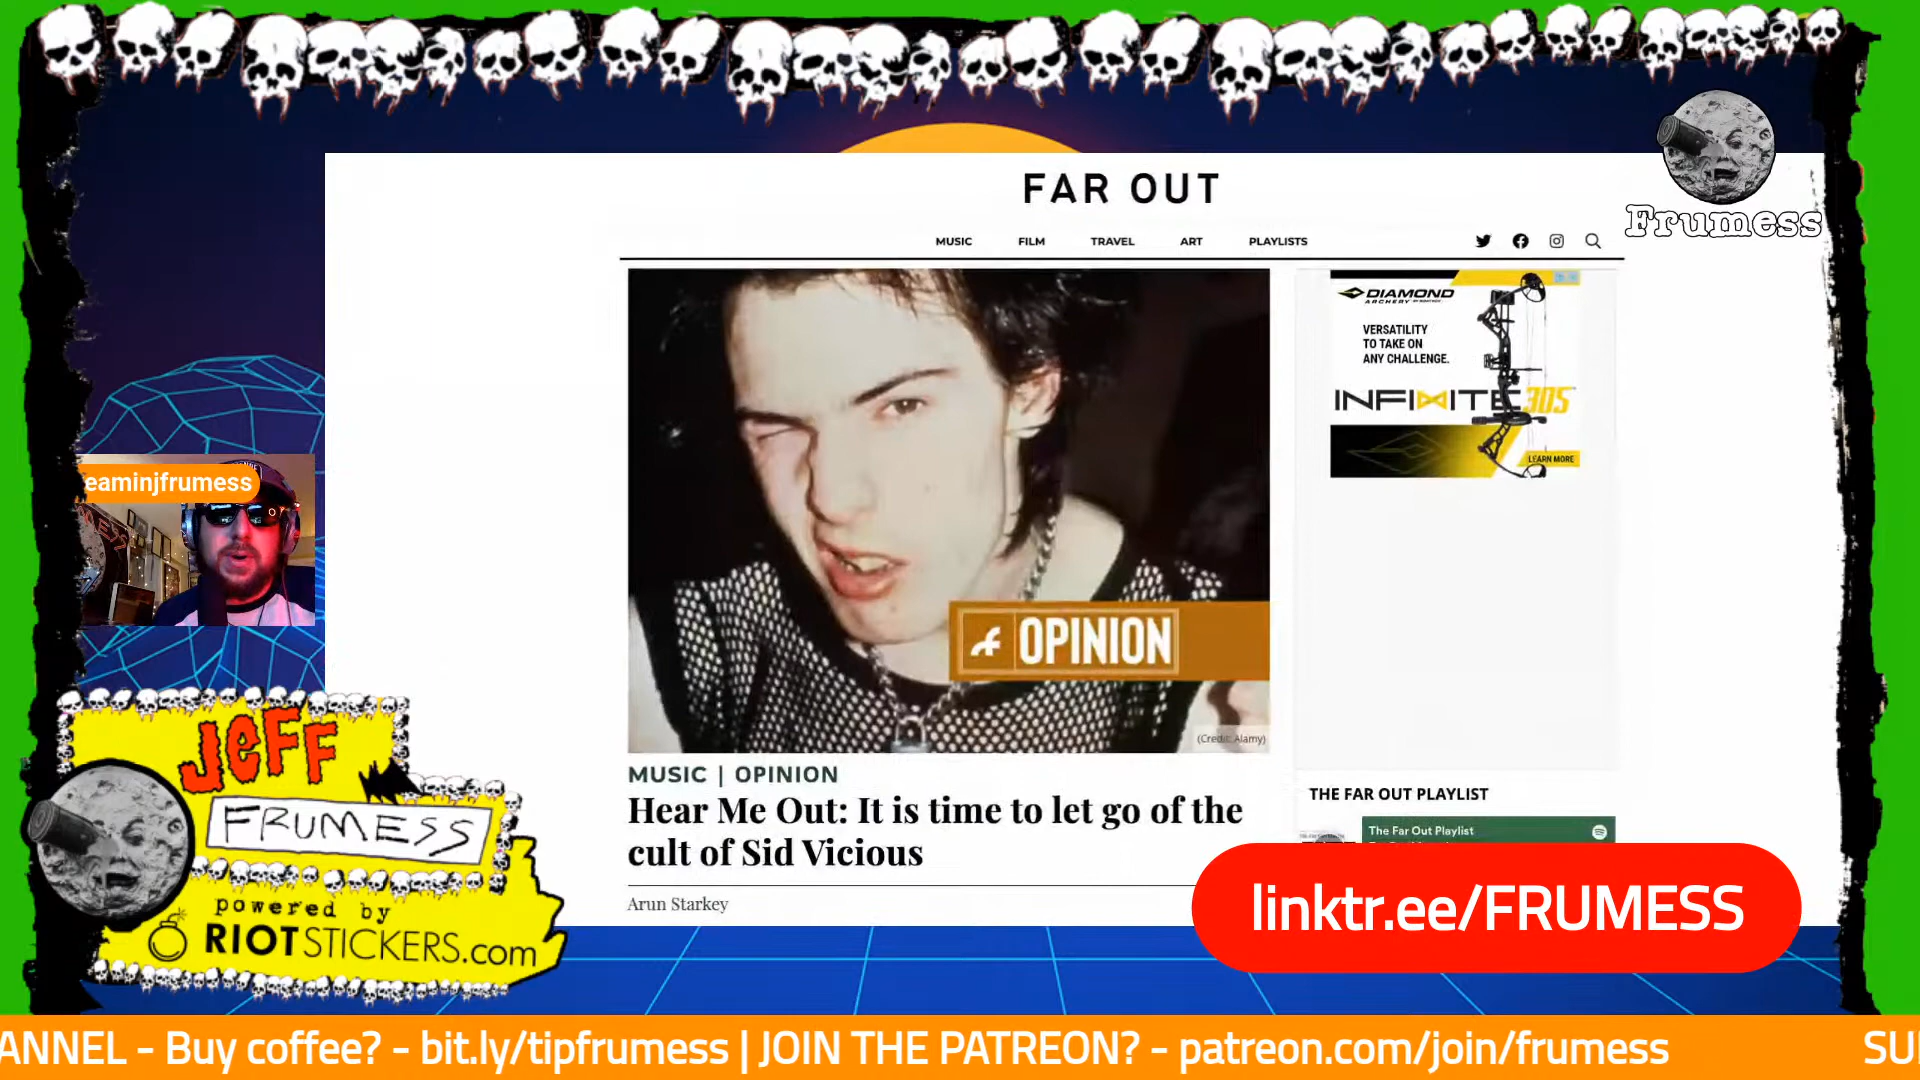 FAR OUT
MUSIC FILM TRAVEL ART PLAYLISTS
Frumess
DIAMOND
ARCHERY
VERSATILITY
TO TAKE ON
ANY CHALLENGE.
INFINITE 305
LEARN MORE
eaminjfrumess
OPINION
(Credit: Alamy)
MUSIC | OPINION
Hear Me Out: It is time to let go of the
cult of Sid Vicious
Arun Starkey
THE FAR OUT PLAYLIST
The Far Out Playlist
JEFF
FRUMESS
powered by
RIOTSTICKERS.com
linktr.ee/FRUMESS
ANNEL - Buy coffee? - bit.ly/tipfrumess | JOIN THE PATREON? - patreon.com/join/frumess SU